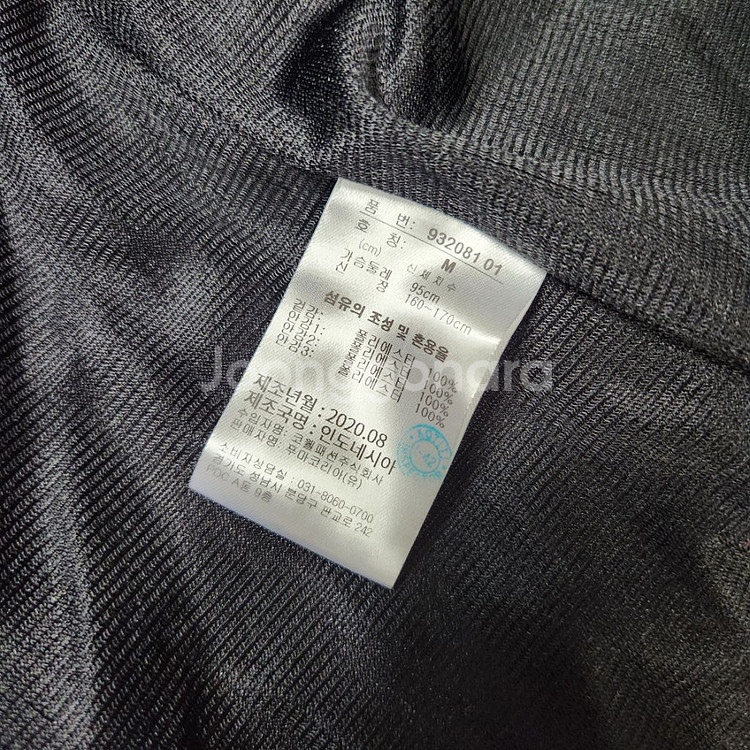 품 번: 932081 01
호 칭: M
(cm) 신체치수
가슴둘레 95cm
신 장 160~170cm
섬유의 조성 및 혼용율
겉감: 폴리에스터 100%
안감1: 폴리에스터 100%
안감2: 폴리에스터 100%
안감3: 폴리에스터 100%
제조년월 : 2020.08
제조국명 : 인도네시아
수입자명 : 코웰패션주식회사
판매자명 : 푸마코리아(유)
소비자상담실 : 031-8060-0700
경기도 성남시 분당구 판교로 242
PDC A동 9층
Joonggonara